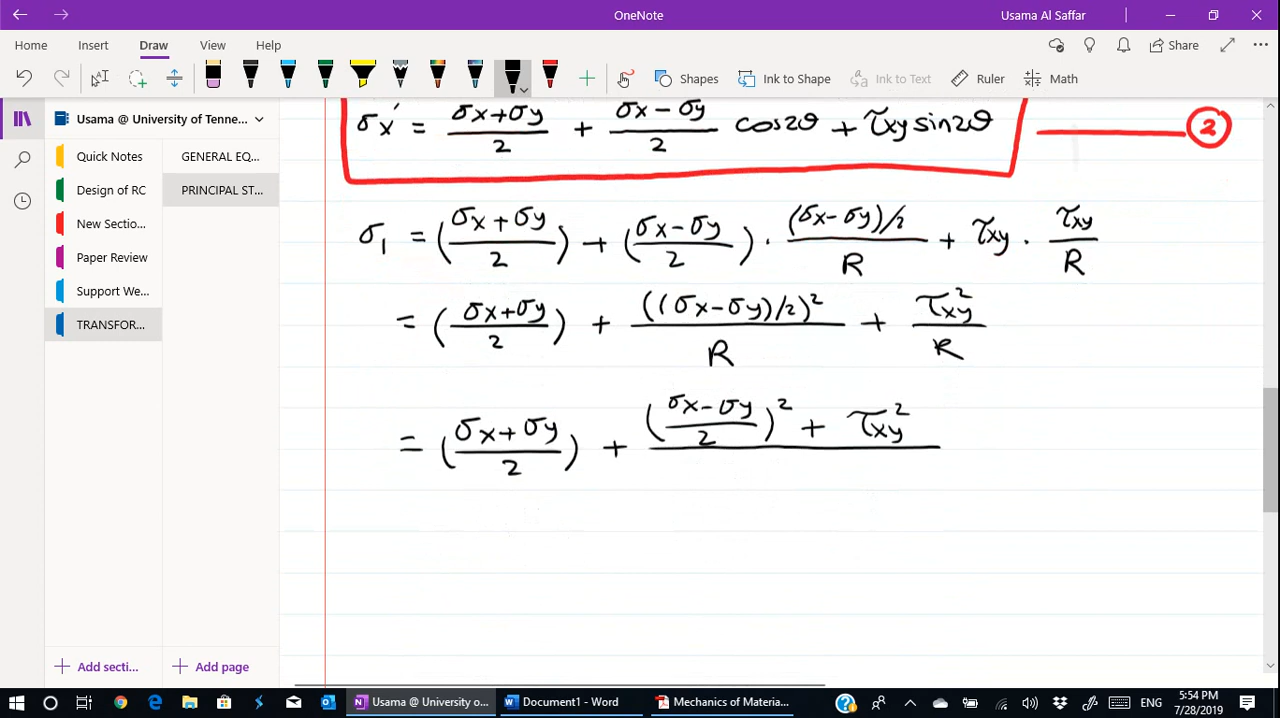 OneNote
Usama Al Saffar
Home Insert Draw View Help
Share
Shapes Ink to Shape Ink to Text Ruler Math
Usama @ University of Tenne...
Quick Notes
Design of RC
New Sectio...
Paper Review
Support We...
TRANSFOR...
GENERAL EQ...
PRINCIPAL ST...
σx′ = (σx+σy)/2 + (σx−σy)/2 cos2θ + τxy sin2θ ②
σ1 = ((σx+σy)/2) + ((σx−σy)/2) · ((σx−σy)/2)/R + τxy · τxy/R
= ((σx+σy)/2) + ((σx−σy)/2)²/R + τxy²/R
= ((σx+σy)/2) + ((σx−σy)/2)² + τxy²
Add secti...
Add page
Usama @ University o...
Document1 - Word
Mechanics of Materia...
ENG
5:54 PM
7/28/2019